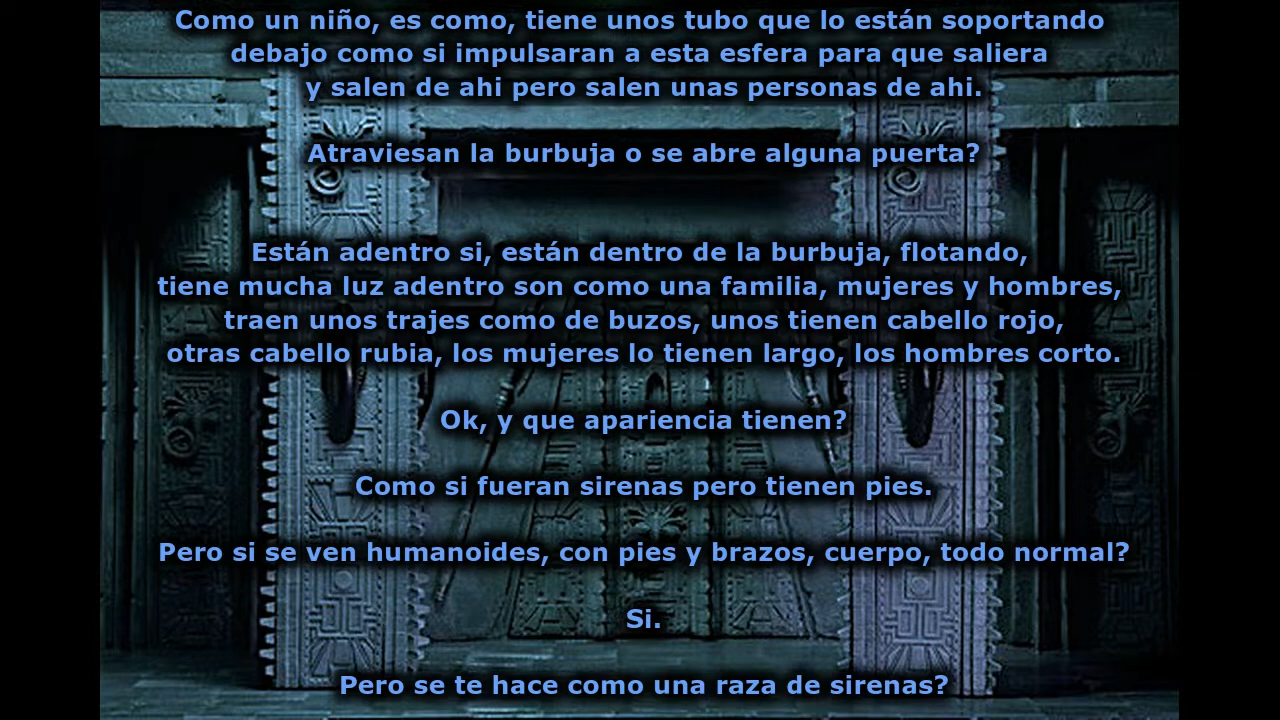 Como un niño, es como, tiene unos tubo que lo están soportando
debajo como si impulsaran a esta esfera para que saliera
y salen de ahi pero salen unas personas de ahi.
Atraviesan la burbuja o se abre alguna puerta?
Están adentro si, están dentro de la burbuja, flotando,
tiene mucha luz adentro son como una familia, mujeres y hombres,
traen unos trajes como de buzos, unos tienen cabello rojo,
otras cabello rubia, los mujeres lo tienen largo, los hombres corto.
Ok, y que apariencia tienen?
Como si fueran sirenas pero tienen pies.
Pero si se ven humanoides, con pies y brazos, cuerpo, todo normal?
Si.
Pero se te hace como una raza de sirenas?